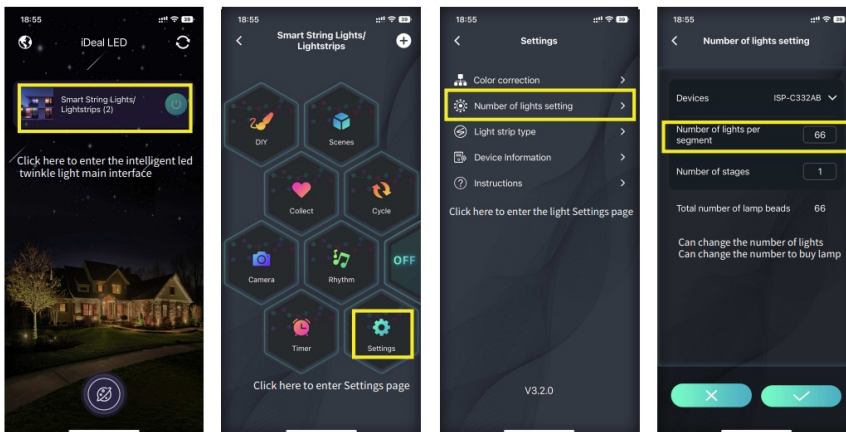 18:55
39
iDeal LED
Smart String Lights/
Lightstrips (2)
Click here to enter the intelligent led
twinkle light main interface
18:55
39
Smart String Lights/
Lightstrips
DIY
Scenes
Collect
Cycle
Camera
Rhythm
OFF
Timer
Settings
Click here to enter Settings page
18:55
39
Settings
Color correction
Number of lights setting
Light strip type
Device Information
Instructions
Click here to enter the light Settings page
V3.2.0
18:55
39
Number of lights setting
Devices ISP-C332AB
Number of lights per
segment 66
Number of stages 1
Total number of lamp beads 66
Can change the number of lights
Can change the number to buy lamp